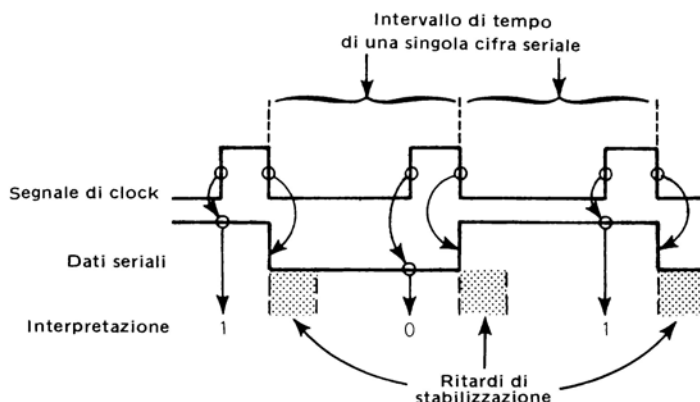 Intervallo di tempo
di una singola cifra seriale
Segnale di clock
Dati seriali
Interpretazione
1
0
1
Ritardi di
stabilizzazione